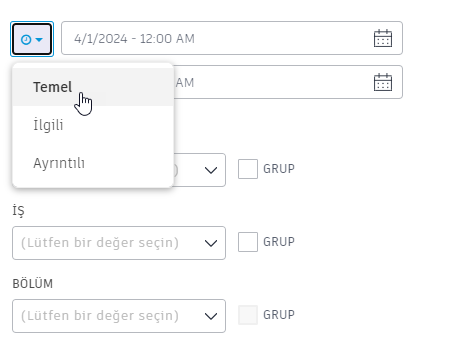 4/1/2024 - 12:00 AM
Temel
AM
İlgili
Ayrıntılı
GRUP
İŞ
(Lütfen bir değer seçin)
GRUP
BÖLÜM
(Lütfen bir değer seçin)
GRUP